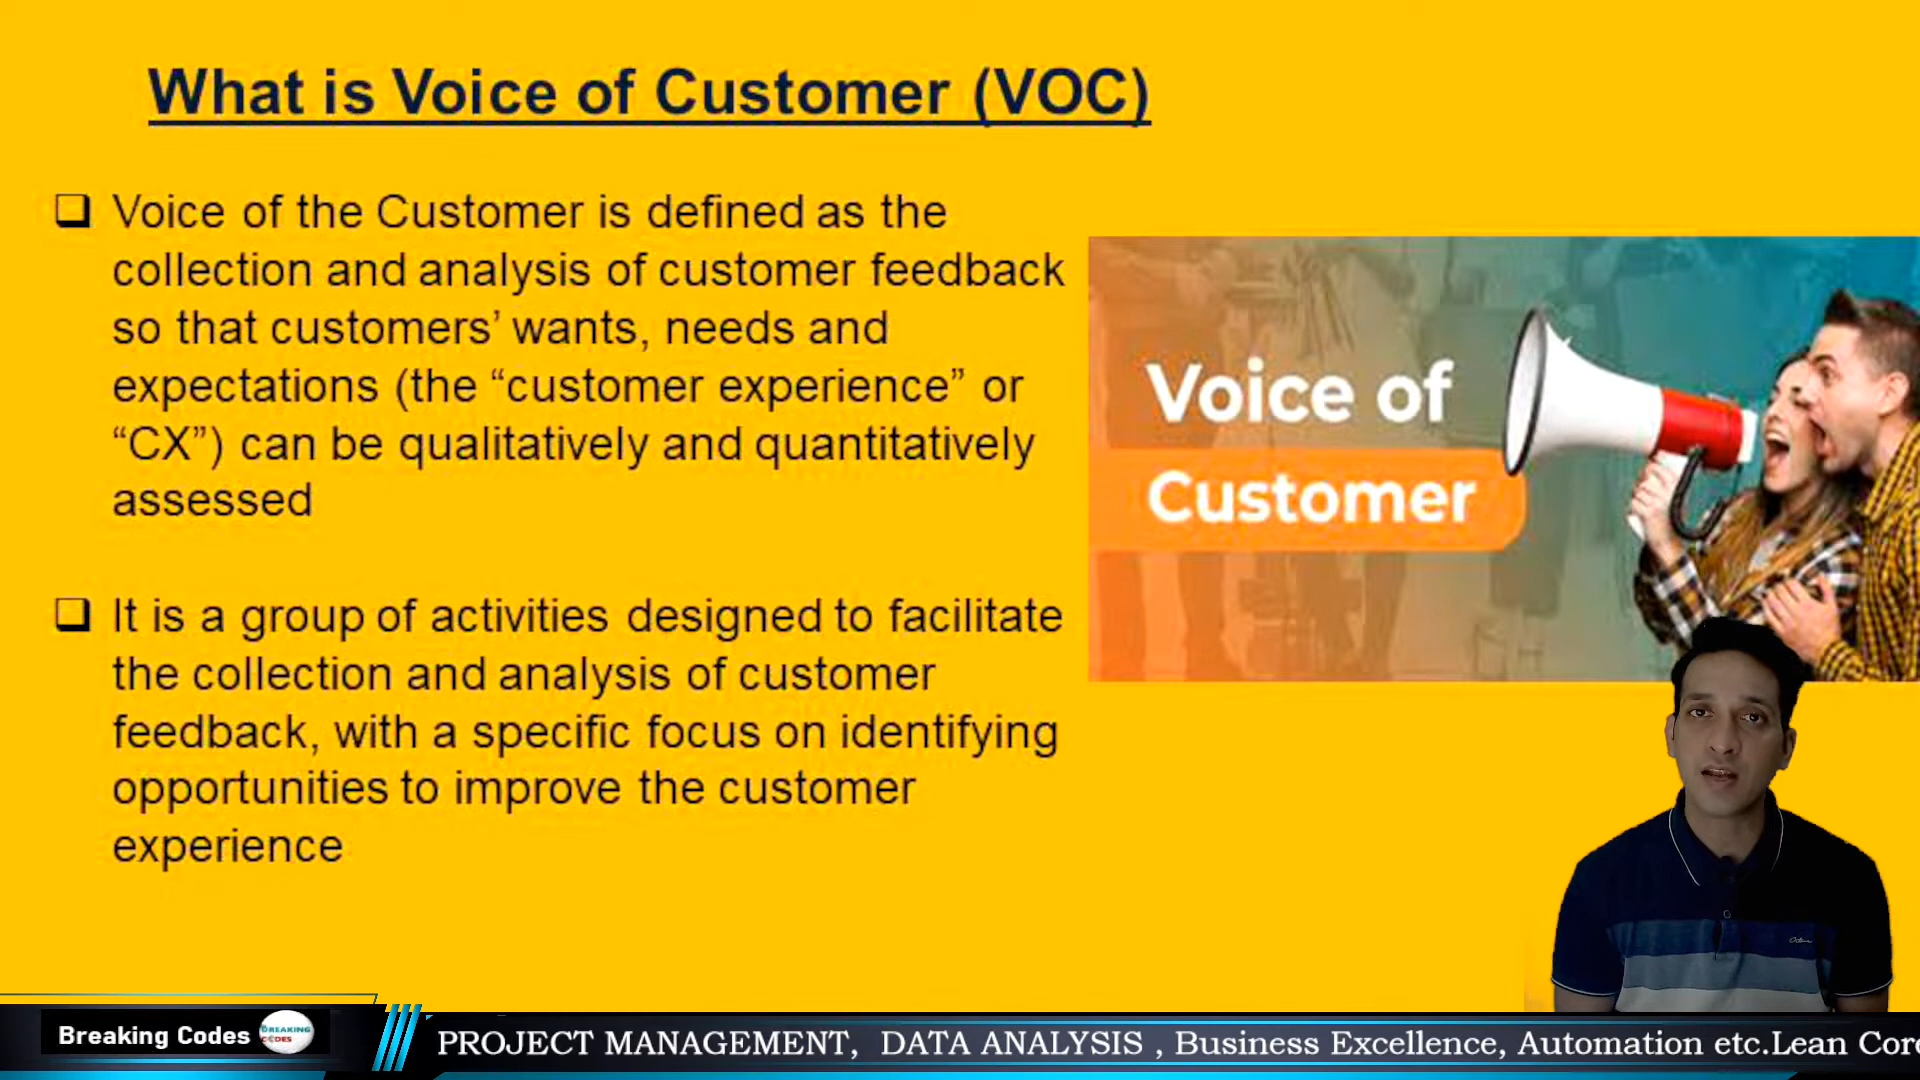 What is Voice of Customer (VOC)
Voice of the Customer is defined as the
collection and analysis of customer feedback
so that customers’ wants, needs and
expectations (the “customer experience” or
“CX”) can be qualitatively and quantitatively
assessed
It is a group of activities designed to facilitate
the collection and analysis of customer
feedback, with a specific focus on identifying
opportunities to improve the customer
experience
Voice of
Customer
Breaking Codes
BREAKING
CODES
PROJECT MANAGEMENT, DATA ANALYSIS , Business Excellence, Automation etc.Lean Core